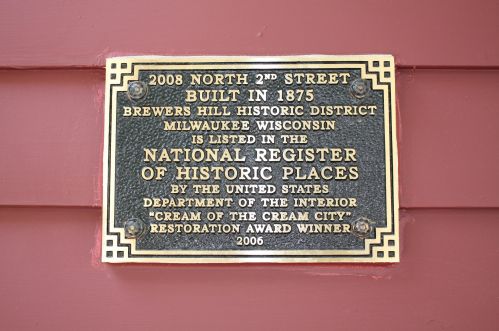 2008 NORTH 2ND STREET
BUILT IN 1875
BREWERS HILL HISTORIC DISTRICT
MILWAUKEE WISCONSIN
IS LISTED IN THE
NATIONAL REGISTER
OF HISTORIC PLACES
BY THE UNITED STATES
DEPARTMENT OF THE INTERIOR
"CREAM OF THE CREAM CITY"
RESTORATION AWARD WINNER
2006